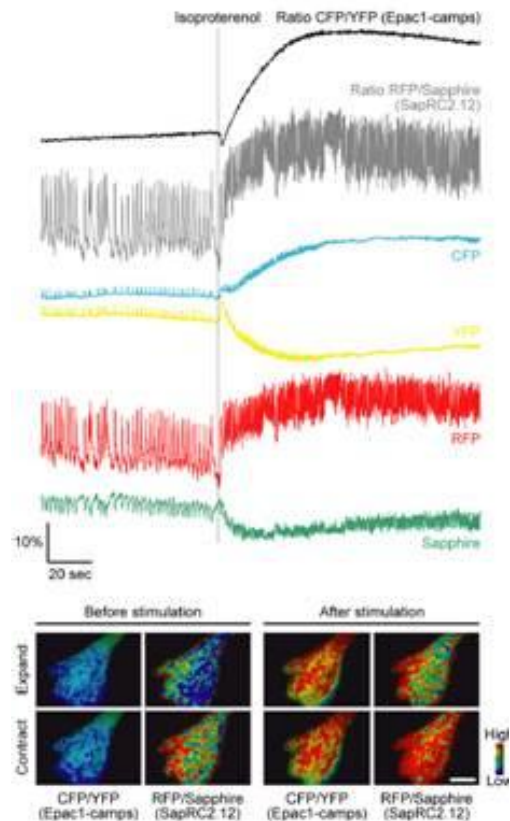 Isoproterenol
Ratio CFP/YFP (Epac1-camps)
Ratio RFP/Sapphire
(SapRC2.12)
CFP
YFP
RFP
Sapphire
10%
20 sec
Before stimulation
After stimulation
Expand
Contract
High
Low
CFP/YFP
(Epac1-camps)
RFP/Sapphire
(SapRC2.12)
CFP/YFP
(Epac1-camps)
RFP/Sapphire
(SapRC2.12)